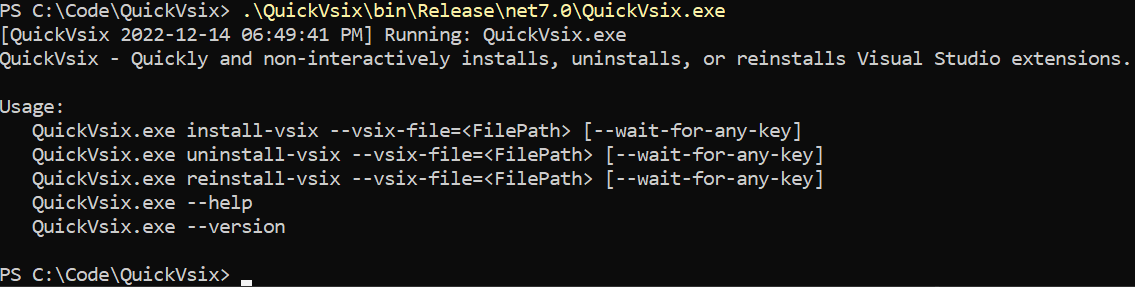 PS C:\Code\QuickVsix> .\QuickVsix\bin\Release\net7.0\QuickVsix.exe
[QuickVsix 2022-12-14 06:49:41 PM] Running: QuickVsix.exe
QuickVsix - Quickly and non-interactively installs, uninstalls, or reinstalls Visual Studio extensions.
Usage:
QuickVsix.exe install-vsix --vsix-file=<FilePath> [--wait-for-any-key]
QuickVsix.exe uninstall-vsix --vsix-file=<FilePath> [--wait-for-any-key]
QuickVsix.exe reinstall-vsix --vsix-file=<FilePath> [--wait-for-any-key]
QuickVsix.exe --help
QuickVsix.exe --version
PS C:\Code\QuickVsix>